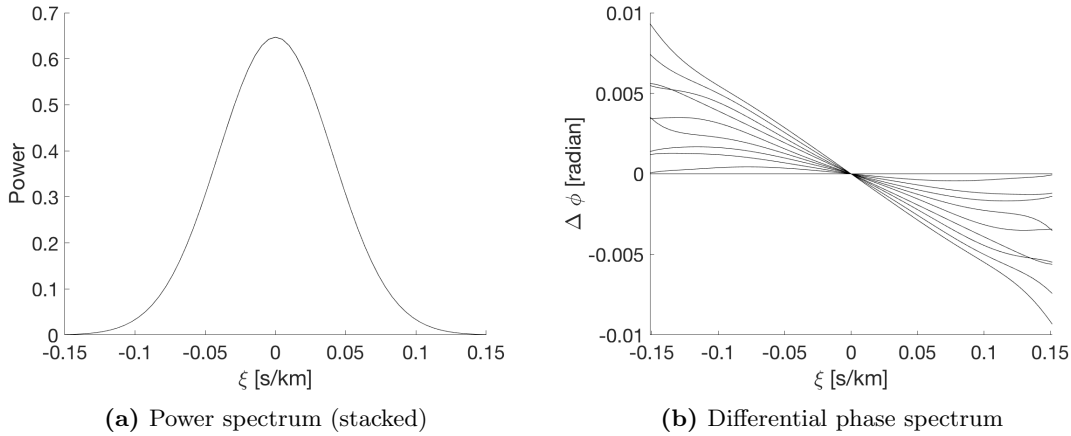 0.7
0.6
0.5
0.4
0.3
0.2
0.1
0
Power
-0.15 -0.1 -0.05 0 0.05 0.1 0.15
ξ [s/km]
(a) Power spectrum (stacked)
0.01
0.005
0
-0.005
-0.01
Δ ϕ [radian]
-0.15 -0.1 -0.05 0 0.05 0.1 0.15
ξ [s/km]
(b) Differential phase spectrum